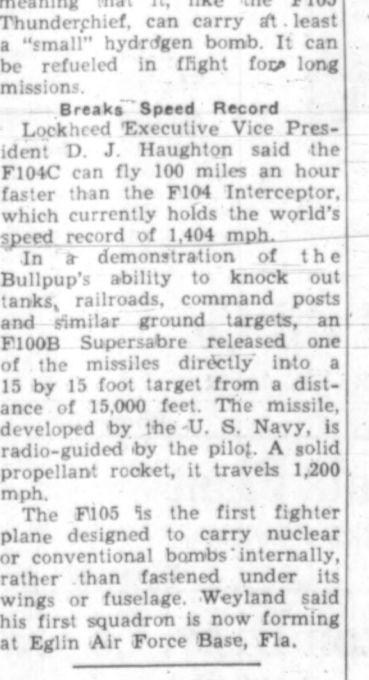 meaning that it, like the F105
Thunderchief, can carry at least
a “small” hydrogen bomb. It can
be refueled in flight for long
missions.
Breaks Speed Record
Lockheed Executive Vice Pres-
ident D. J. Haughton said the
F104C can fly 100 miles an hour
faster than the F104 Interceptor,
which currently holds the world's
speed record of 1,404 mph.
In a demonstration of the
Bullpup's ability to knock out
tanks, railroads, command posts
and similar ground targets, an
F100B Supersabre released one
of the missiles directly into a
15 by 15 foot target from a dist-
ance of 15,000 feet. The missile,
developed by the U. S. Navy, is
radio-guided by the pilot. A solid
propellant rocket, it travels 1,200
mph.
The F105 is the first fighter
plane designed to carry nuclear
or conventional bombs internally,
rather than fastened under its
wings or fuselage. Weyland said
his first squadron is now forming
at Eglin Air Force Base, Fla.